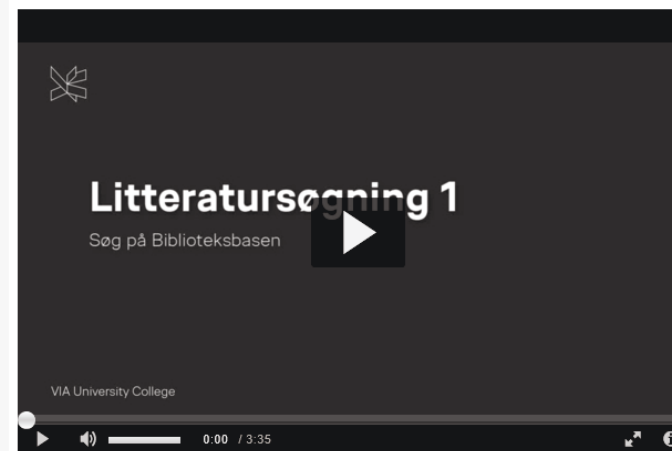 Litteratursøgning 1
Søg på Biblioteksbasen
VIA University College
0:00 / 3:35